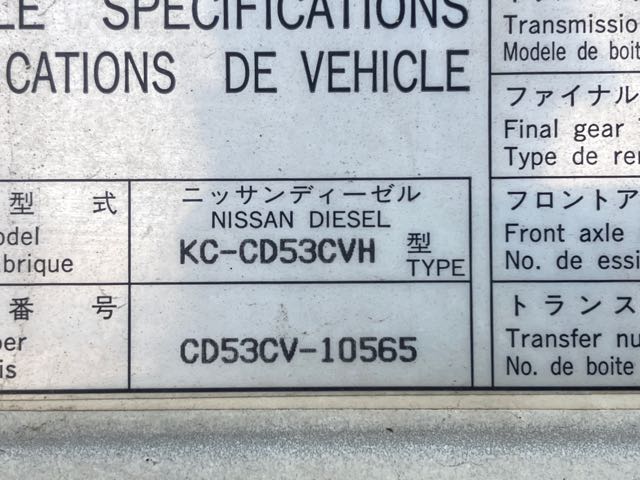 LE SPECIFICATIONS
CATIONS DE VEHICLE
型 式
odel
abrique
ニッサンディーゼル
NISSAN DIESEL
KC-CD53CVH 型
TYPE
番 号
ber
is
CD53CV-10565
Transmissio
Modele de boit
ファイナル
Final gear
Type de re
フロントア
Front axle
No. de essi
トランス
Transfer nu
No. de boite